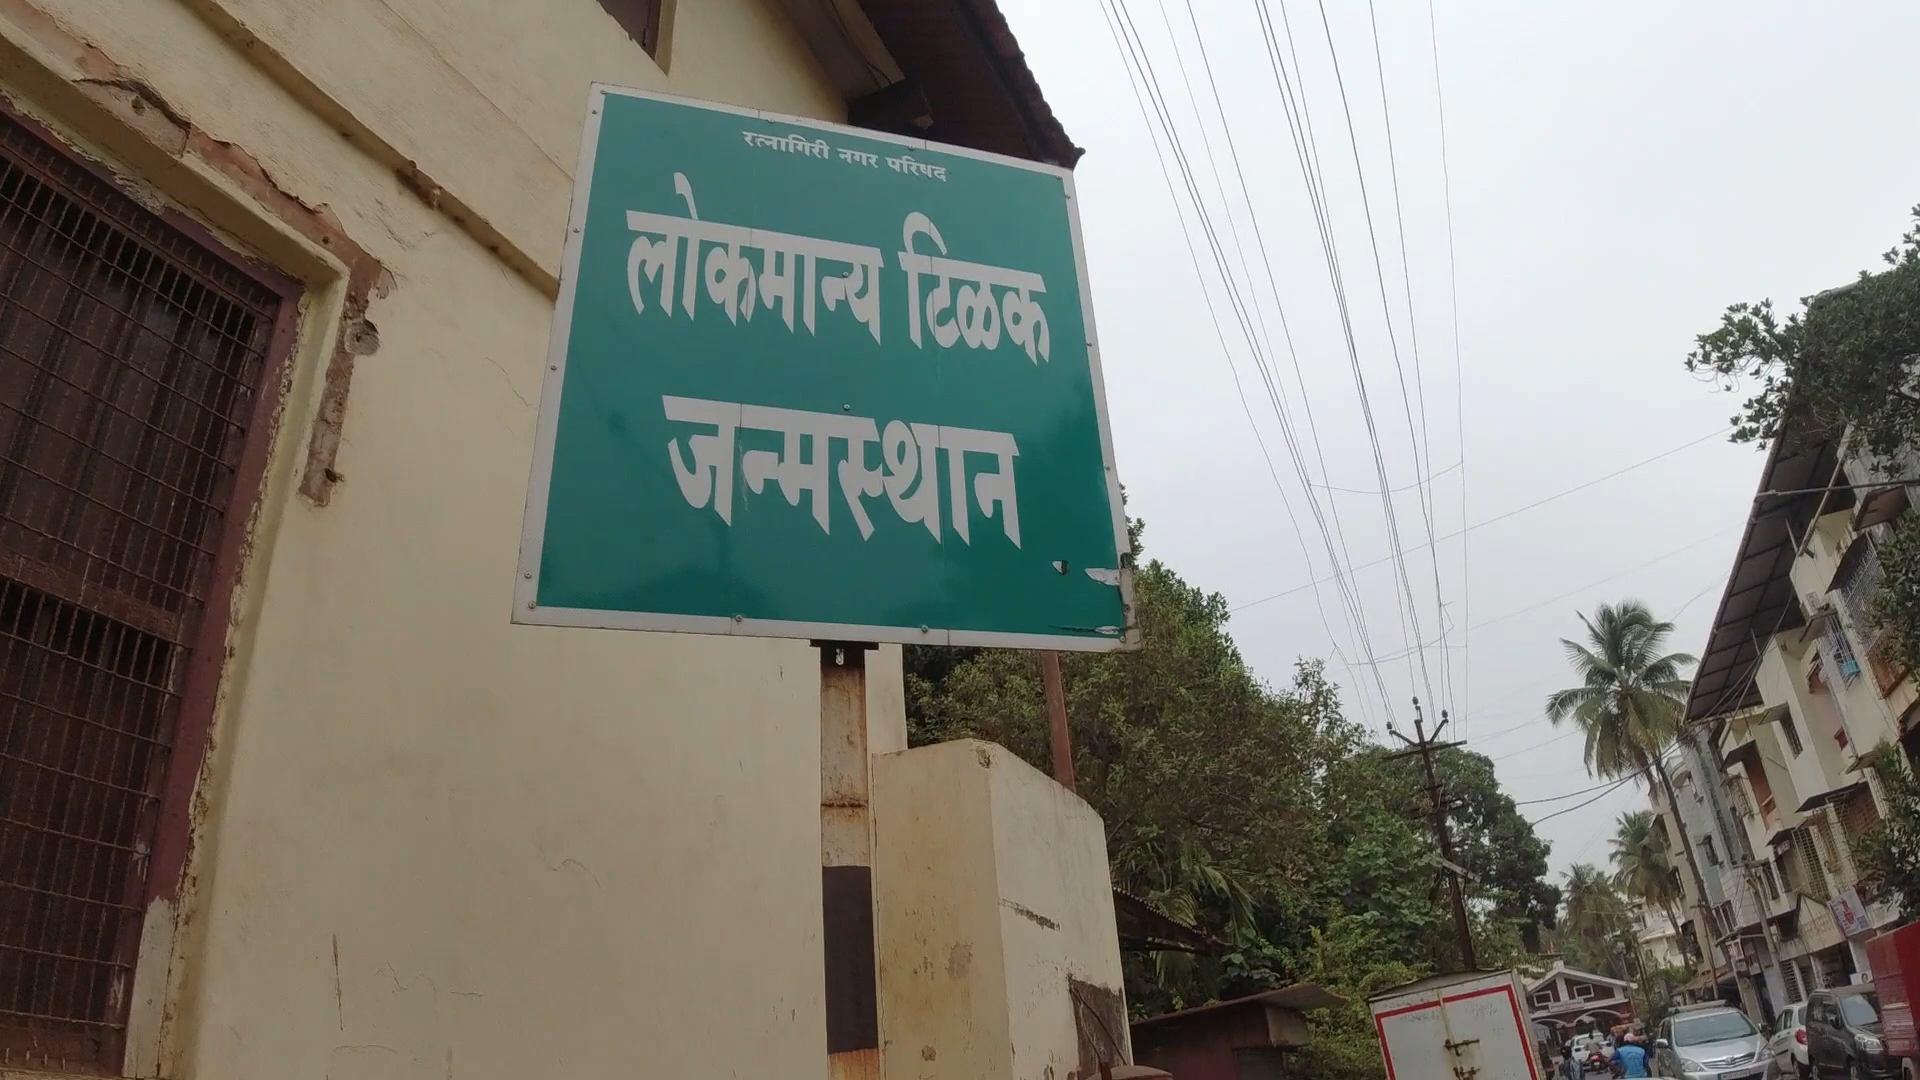 रत्नागिरी नगर परिषद
लोकमान्य टिळक
जन्मस्थान